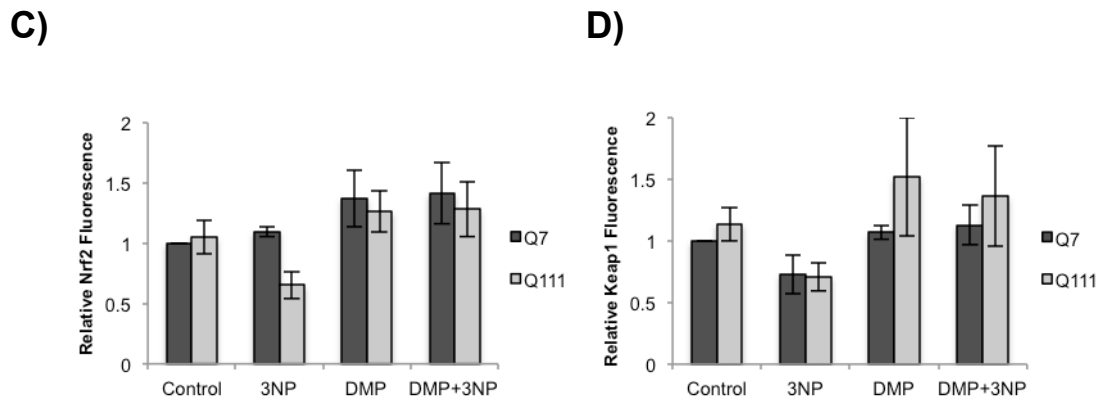 C)
Relative Nrf2 Fluorescence
2
1.5
1
0.5
0
Control 3NP DMP DMP+3NP
Q7
Q111
D)
Relative Keap1 Fluorescence
2
1.5
1
0.5
0
Control 3NP DMP DMP+3NP
Q7
Q111